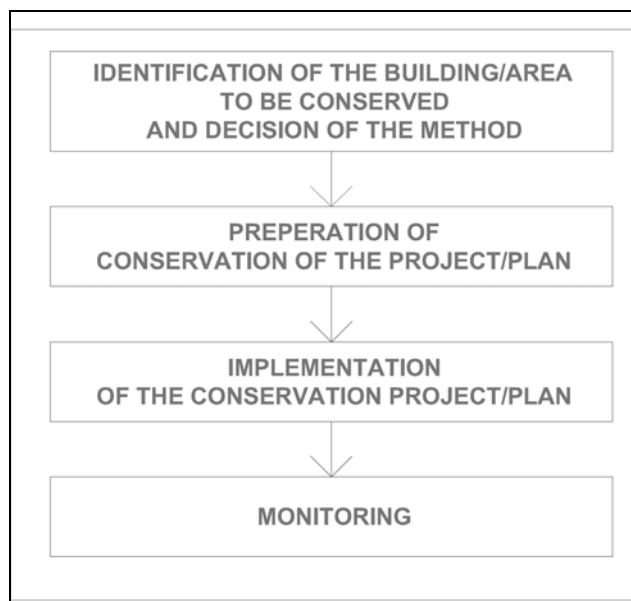 IDENTIFICATION OF THE BUILDING/AREA
TO BE CONSERVED
AND DECISION OF THE METHOD
PREPERATION OF
CONSERVATION OF THE PROJECT/PLAN
IMPLEMENTATION
OF THE CONSERVATION PROJECT/PLAN
MONITORING